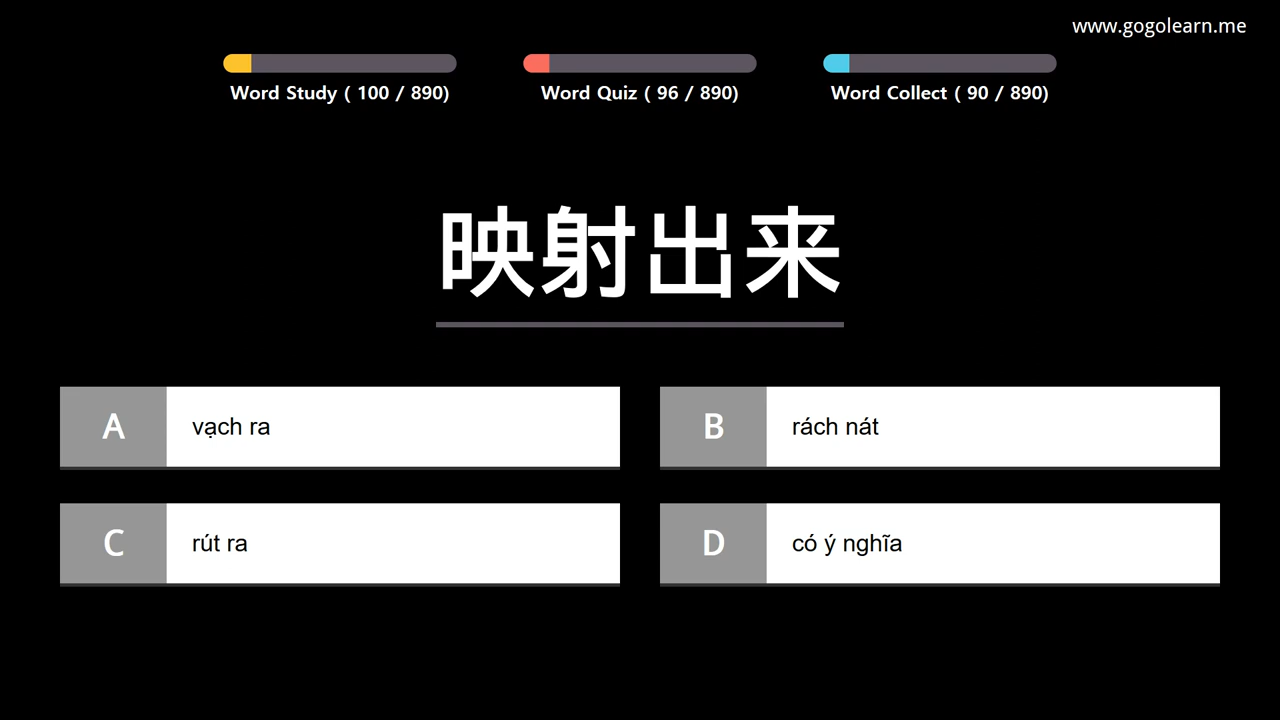 www.gogolearn.me
Word Study ( 100 / 890)
Word Quiz ( 96 / 890)
Word Collect ( 90 / 890)
映射出来
A vạch ra
B rách nát
C rút ra
D có ý nghĩa